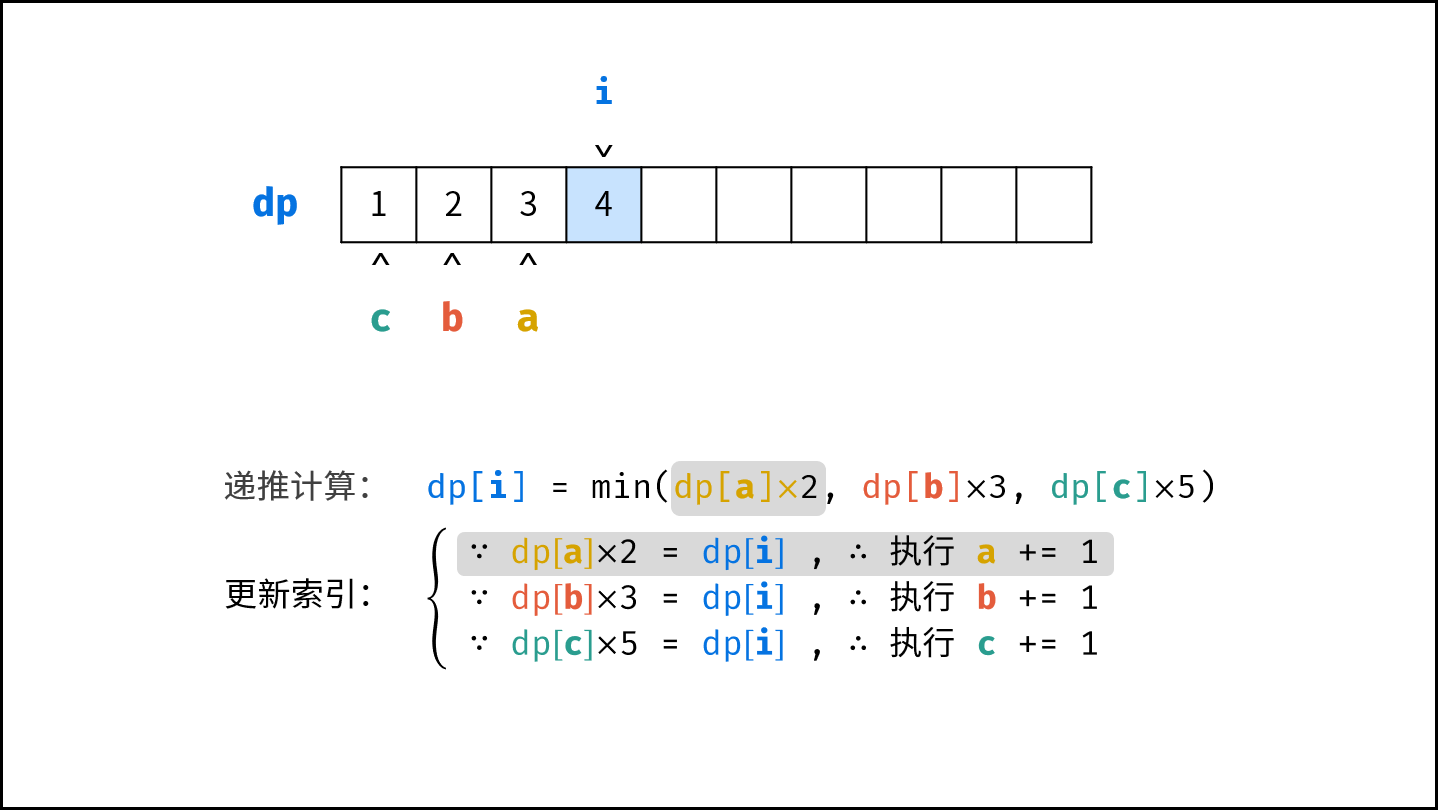 i
dp 1 2 3 4
c b a
递推计算： dp[i] = min(dp[a]×2, dp[b]×3, dp[c]×5)
∵ dp[a]×2 = dp[i] , ∴ 执行 a += 1
更新索引： ∵ dp[b]×3 = dp[i] , ∴ 执行 b += 1
∵ dp[c]×5 = dp[i] , ∴ 执行 c += 1